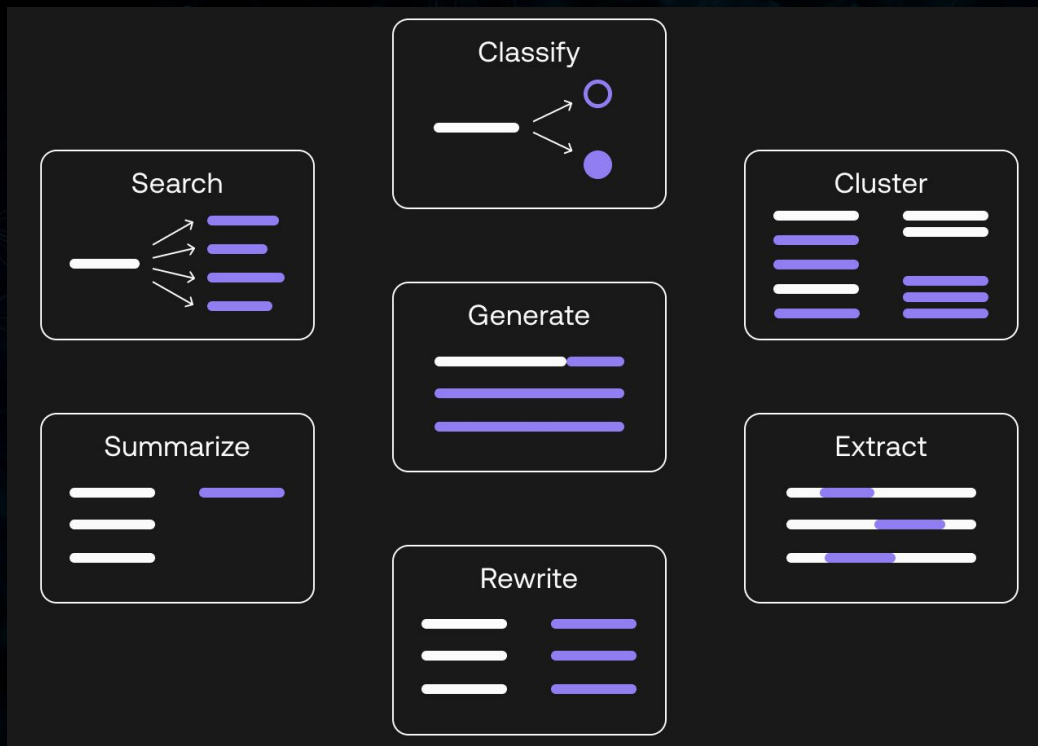 Classify
Search
Cluster
Generate
Summarize
Extract
Rewrite